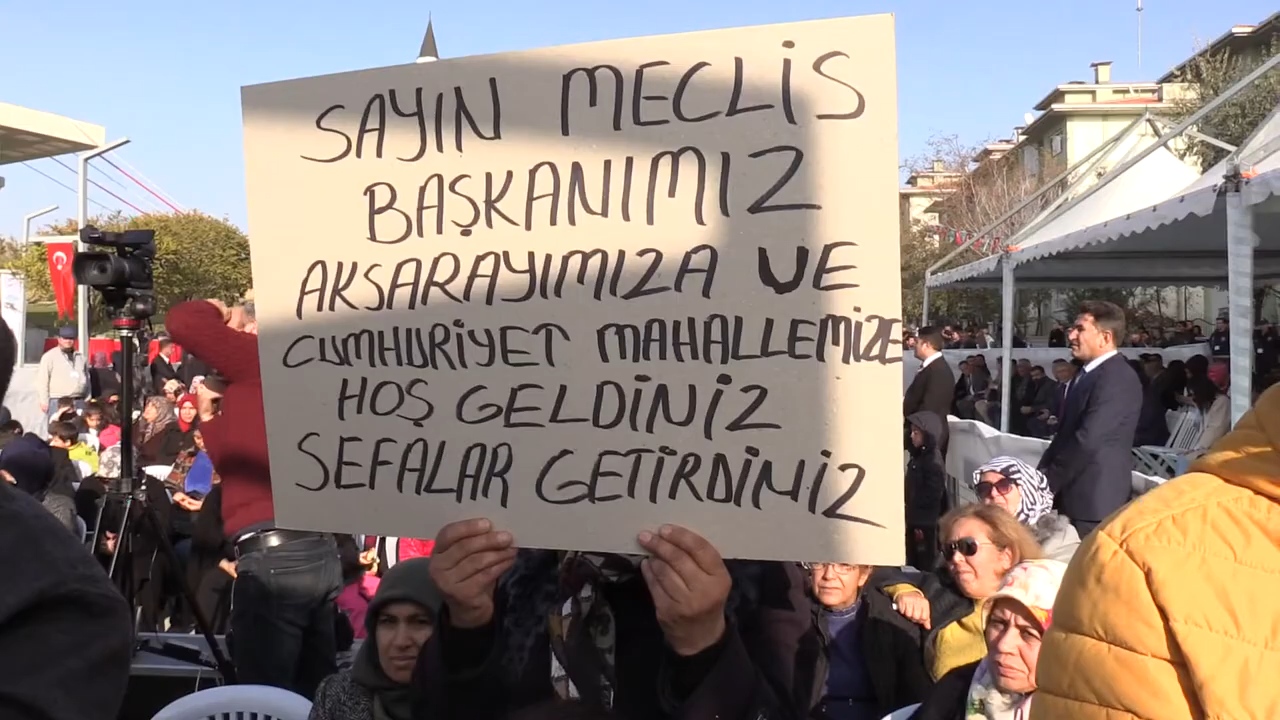 SAYIN MECLİS
BAŞKANIMIZ
AKSARAYIMIZA VE
CUMHURİYET MAHALLEMİZE
HOŞ GELDİNİZ
SEFALAR GETİRDİNİZ